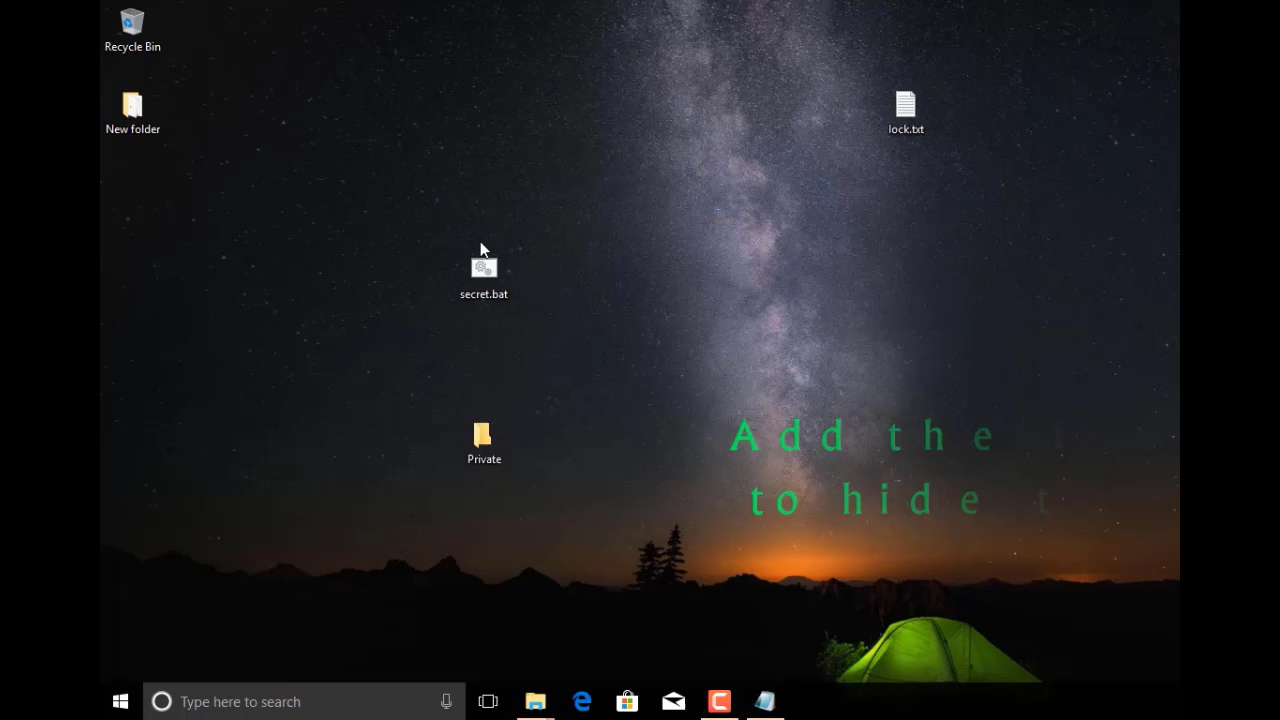 Recycle Bin
New folder
lock.txt
secret.bat
Private
Add the
to hide
Type here to search